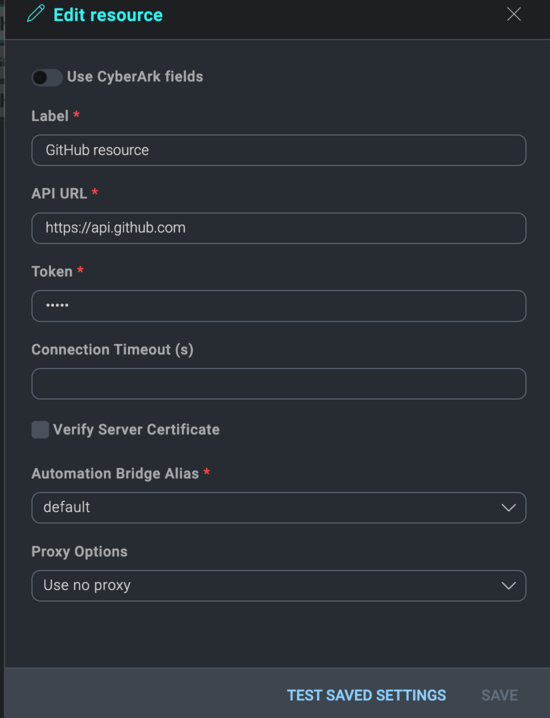 Edit resource
Use CyberArk fields
Label *
GitHub resource
API URL *
https://api.github.com
Token *
•••••
Connection Timeout (s)
Verify Server Certificate
Automation Bridge Alias *
default
Proxy Options
Use no proxy
TEST SAVED SETTINGS SAVE